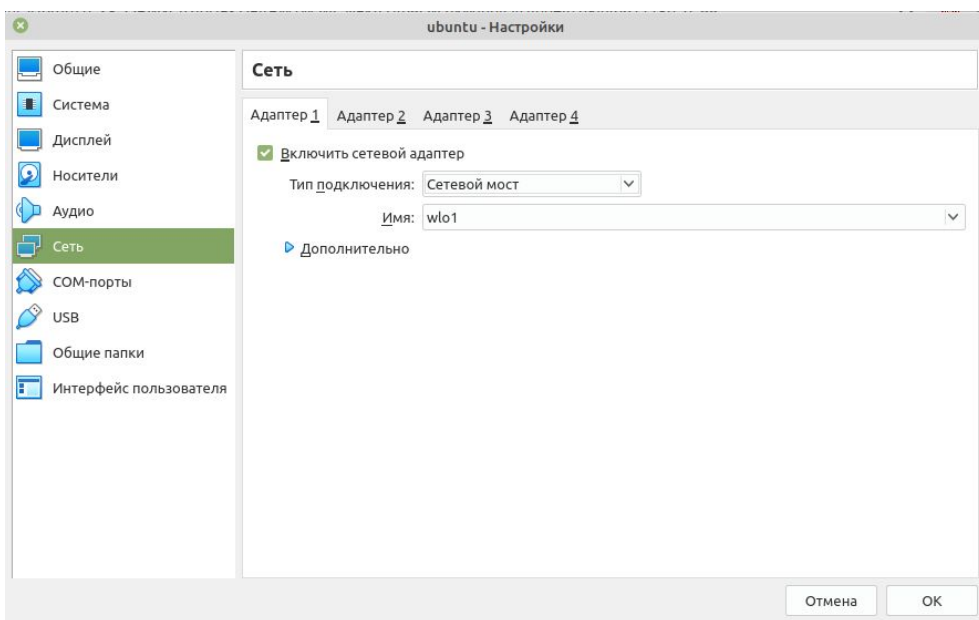 ubuntu - Настройки
Общие
Система
Дисплей
Носители
Аудио
Сеть
COM-порты
USB
Общие папки
Интерфейс пользователя
Сеть
Адаптер 1 Адаптер 2 Адаптер 3 Адаптер 4
Включить сетевой адаптер
Тип подключения: Сетевой мост
Имя: wlo1
Дополнительно
Отмена OK